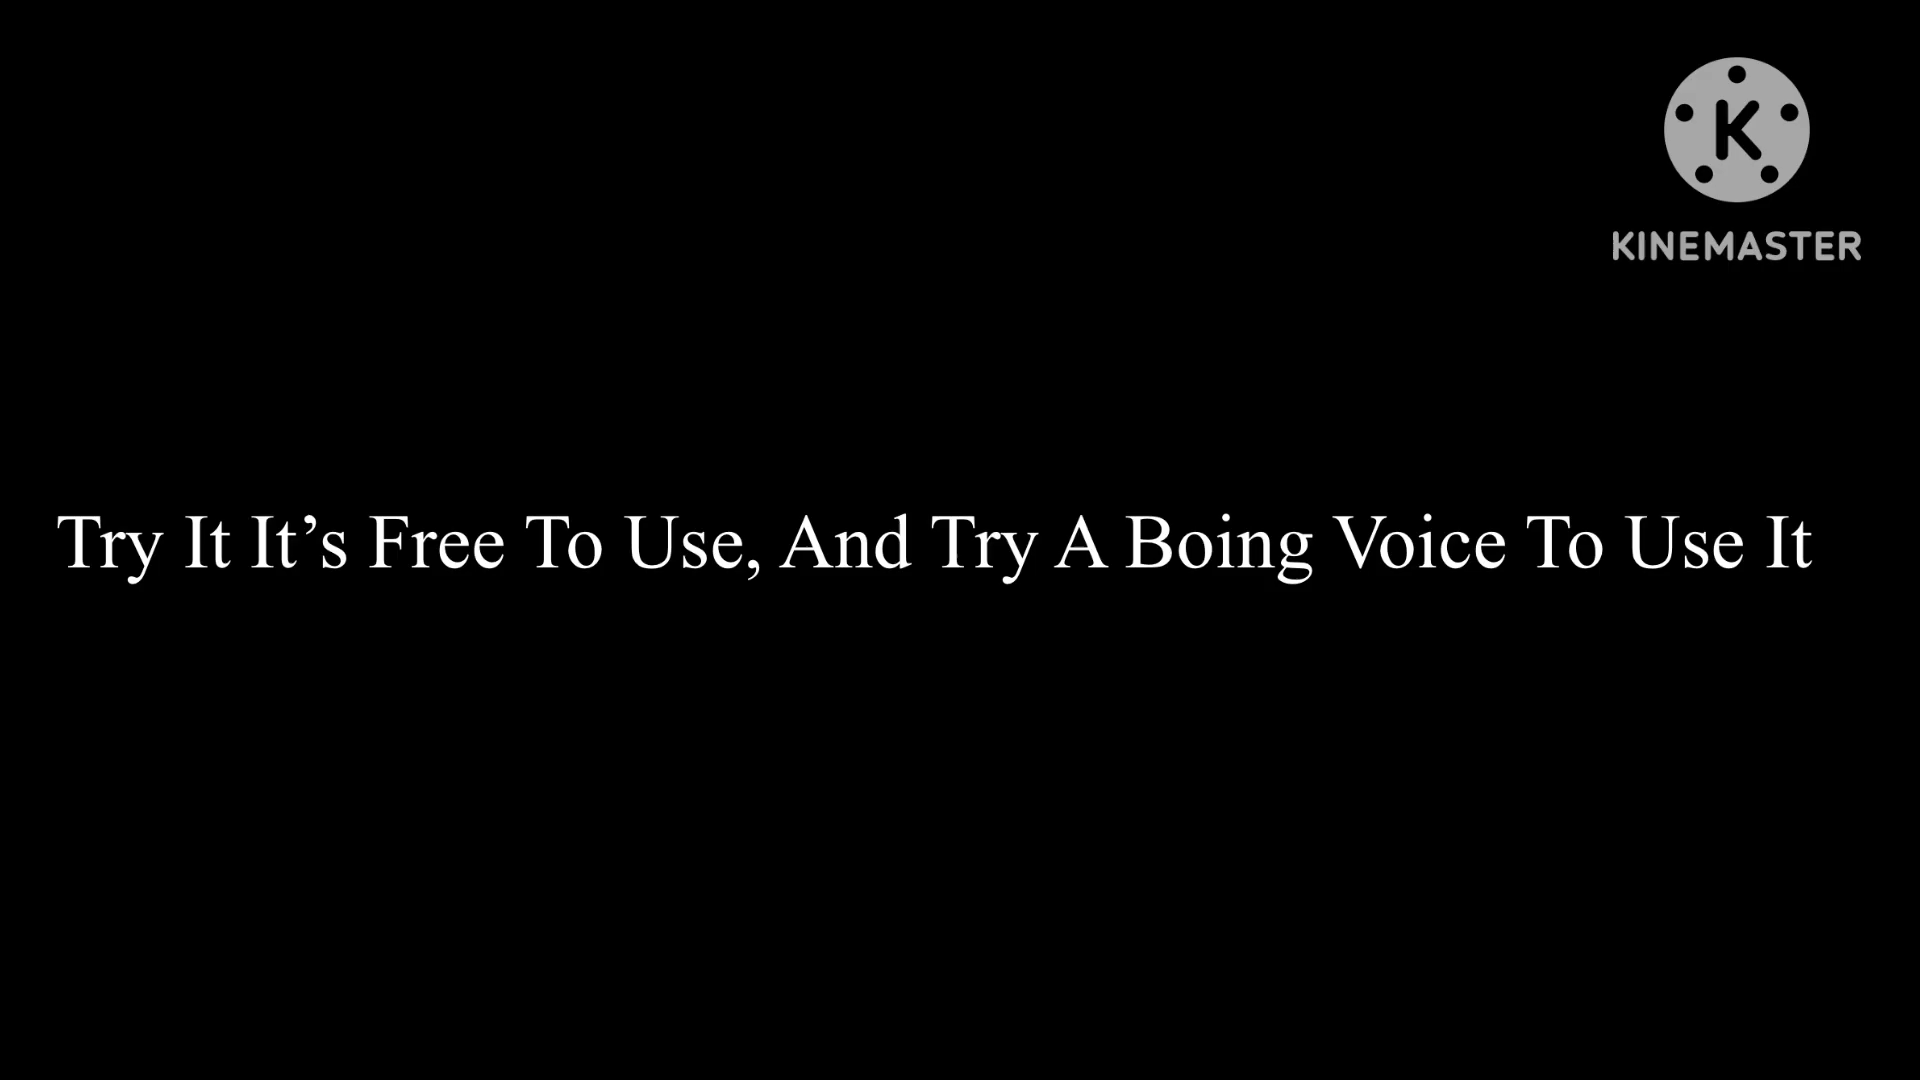 K
KINEMASTER
Try It It’s Free To Use, And Try A Boing Voice To Use It